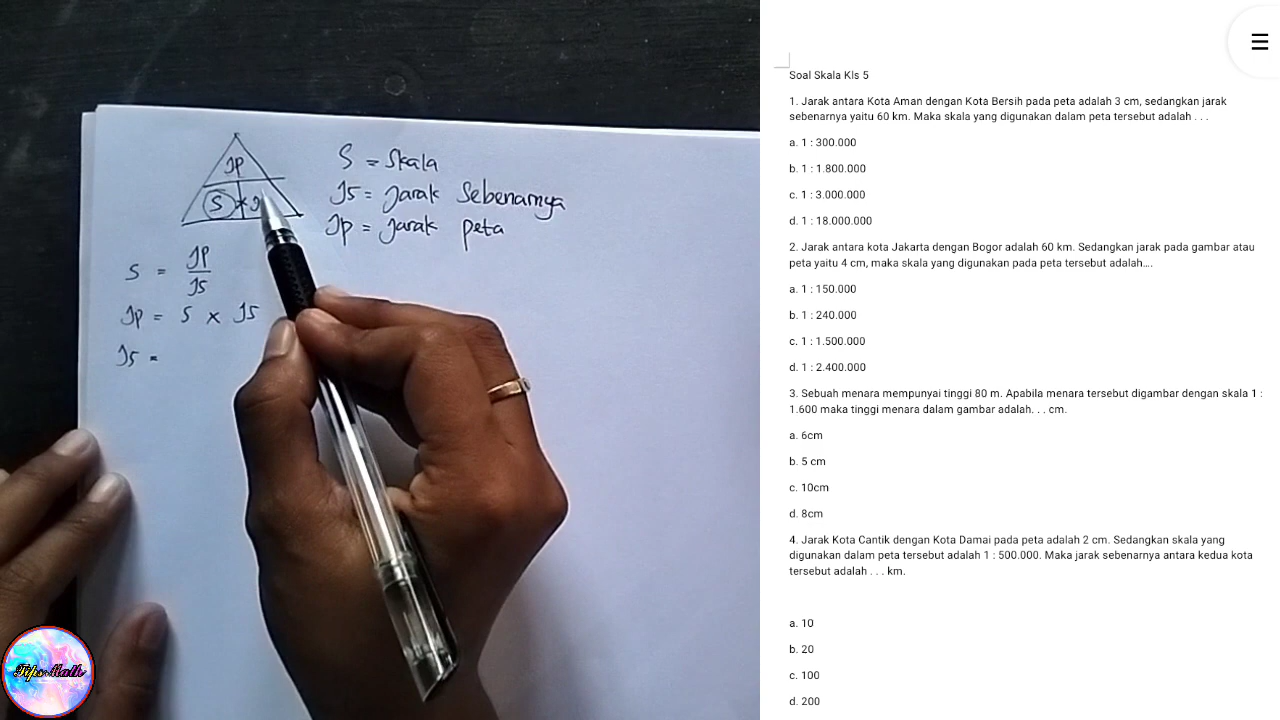 JP
S × J
S = Skala
JS = Jarak Sebenarnya
JP = Jarak peta
S = JP
JS
JP = S × JS
JS =
Tips Math
Soal Skala Kls 5
1. Jarak antara Kota Aman dengan Kota Bersih pada peta adalah 3 cm, sedangkan jarak
sebenarnya yaitu 60 km. Maka skala yang digunakan dalam peta tersebut adalah . . .
a. 1 : 300.000
b. 1 : 1.800.000
c. 1 : 3.000.000
d. 1 : 18.000.000
2. Jarak antara kota Jakarta dengan Bogor adalah 60 km. Sedangkan jarak pada gambar atau
peta yaitu 4 cm, maka skala yang digunakan pada peta tersebut adalah....
a. 1 : 150.000
b. 1 : 240.000
c. 1 : 1.500.000
d. 1 : 2.400.000
3. Sebuah menara mempunyai tinggi 80 m. Apabila menara tersebut digambar dengan skala 1 :
1.600 maka tinggi menara dalam gambar adalah. . . cm.
a. 6cm
b. 5 cm
c. 10cm
d. 8cm
4. Jarak Kota Cantik dengan Kota Damai pada peta adalah 2 cm. Sedangkan skala yang
digunakan dalam peta tersebut adalah 1 : 500.000. Maka jarak sebenarnya antara kedua kota
tersebut adalah . . . km.
a. 10
b. 20
c. 100
d. 200